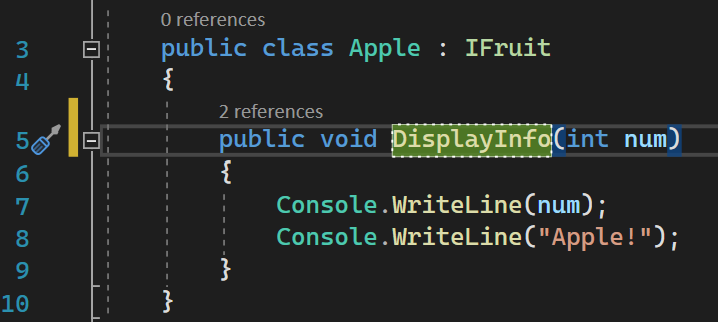 0 references
3 public class Apple : IFruit
4 {
2 references
5 public void DisplayInfo(int num)
6 {
7 Console.WriteLine(num);
8 Console.WriteLine("Apple!");
9 }
10 }